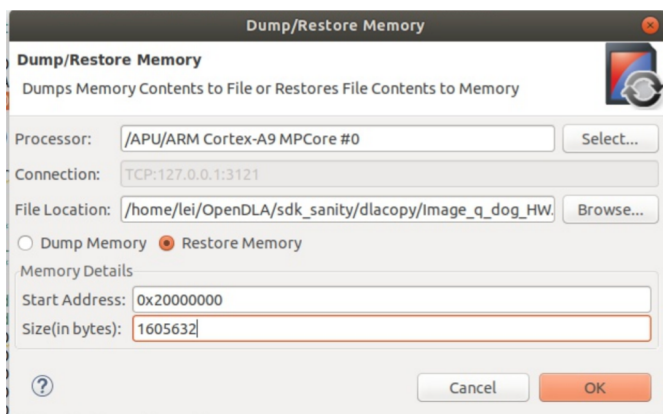 Dump/Restore Memory
Dump/Restore Memory
Dumps Memory Contents to File or Restores File Contents to Memory
Processor: /APU/ARM Cortex-A9 MPCore #0 Select...
Connection: TCP:127.0.0.1:3121
File Location: /home/lei/OpenDLA/sdk_sanity/dlacopy/Image_q_dog_HW. Browse...
Dump Memory Restore Memory
Memory Details
Start Address: 0x20000000
Size(in bytes): 1605632
? Cancel OK